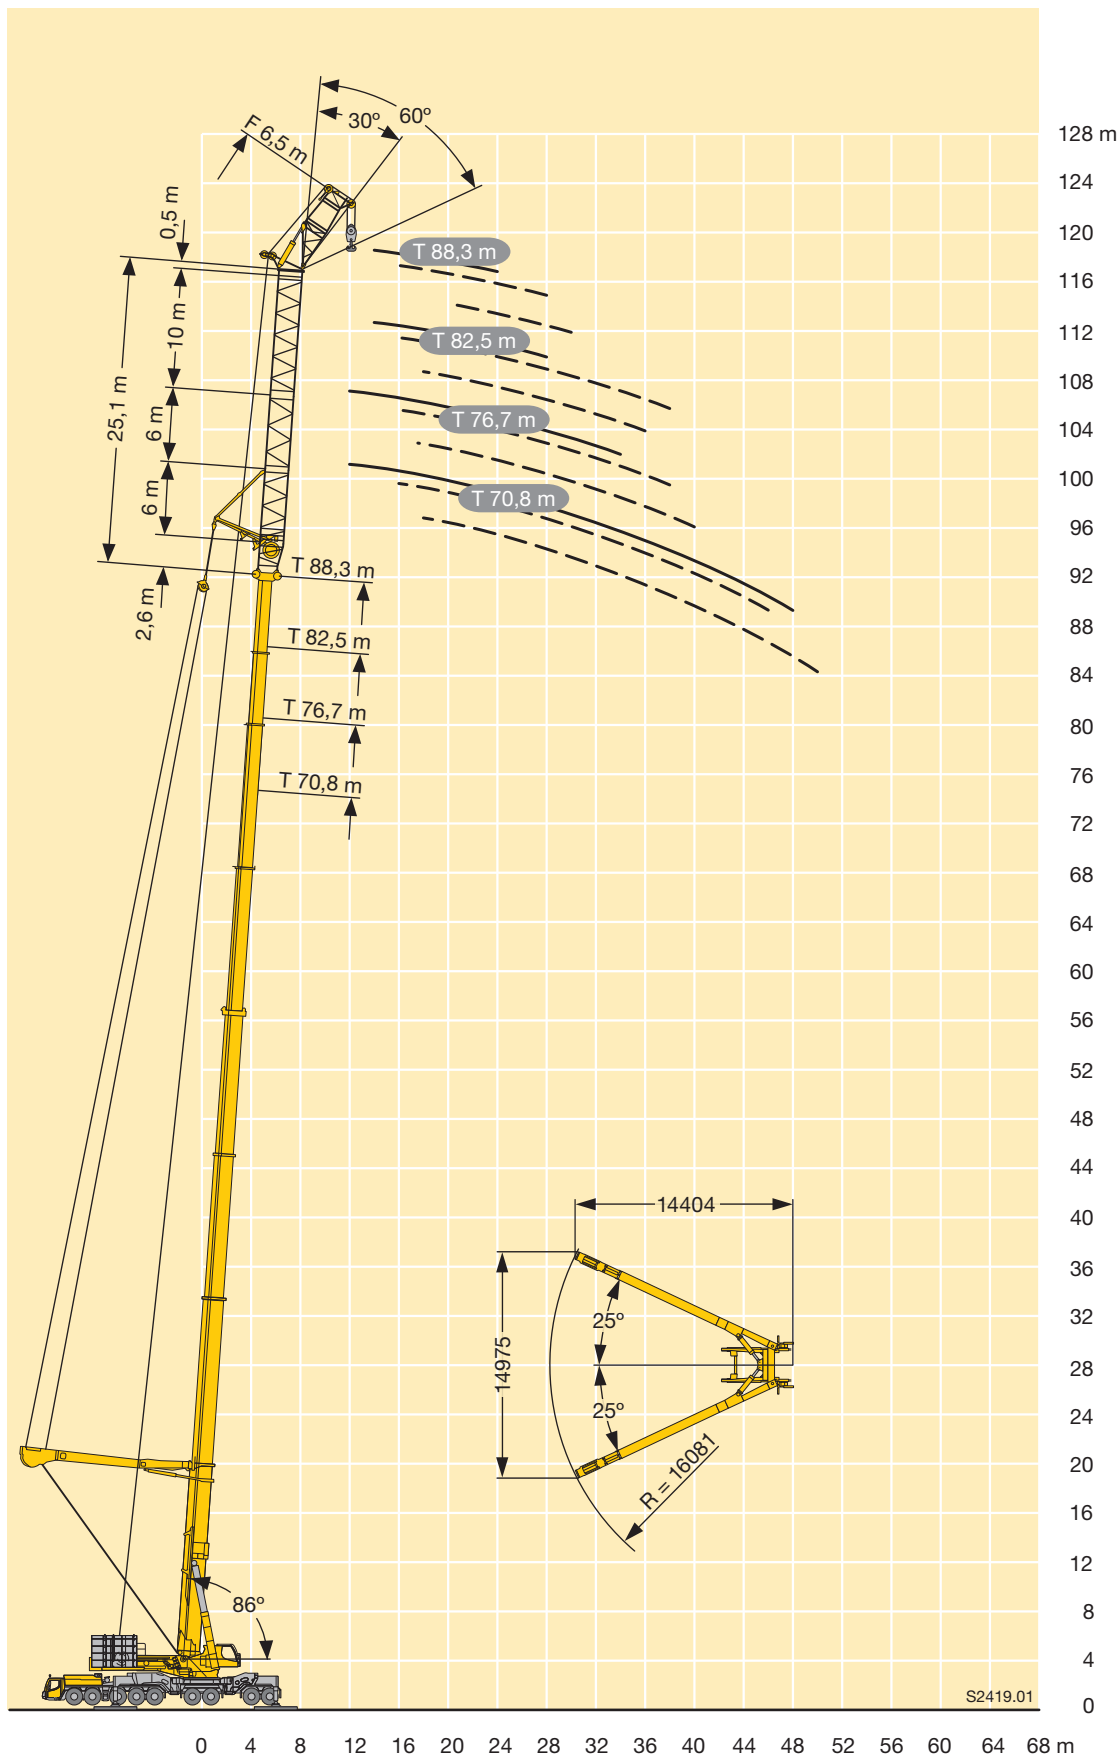 60°
30°
F 6,5 m
0,5 m
10 m
25,1 m
6 m
6 m
2,6 m
T 88,3 m
T 82,5 m
T 76,7 m
T 70,8 m
T 88,3 m
T 82,5 m
T 76,7 m
T 70,8 m
128 m
124
120
116
112
108
104
100
96
92
88
84
80
76
72
68
64
60
56
52
48
44
40
36
32
28
24
20
16
12
8
4
0
14404
14975
25°
25°
R = 16081
86°
S2419.01
0 4 8 12 16 20 24 28 32 36 40 44 48 52 56 60 64 68 m